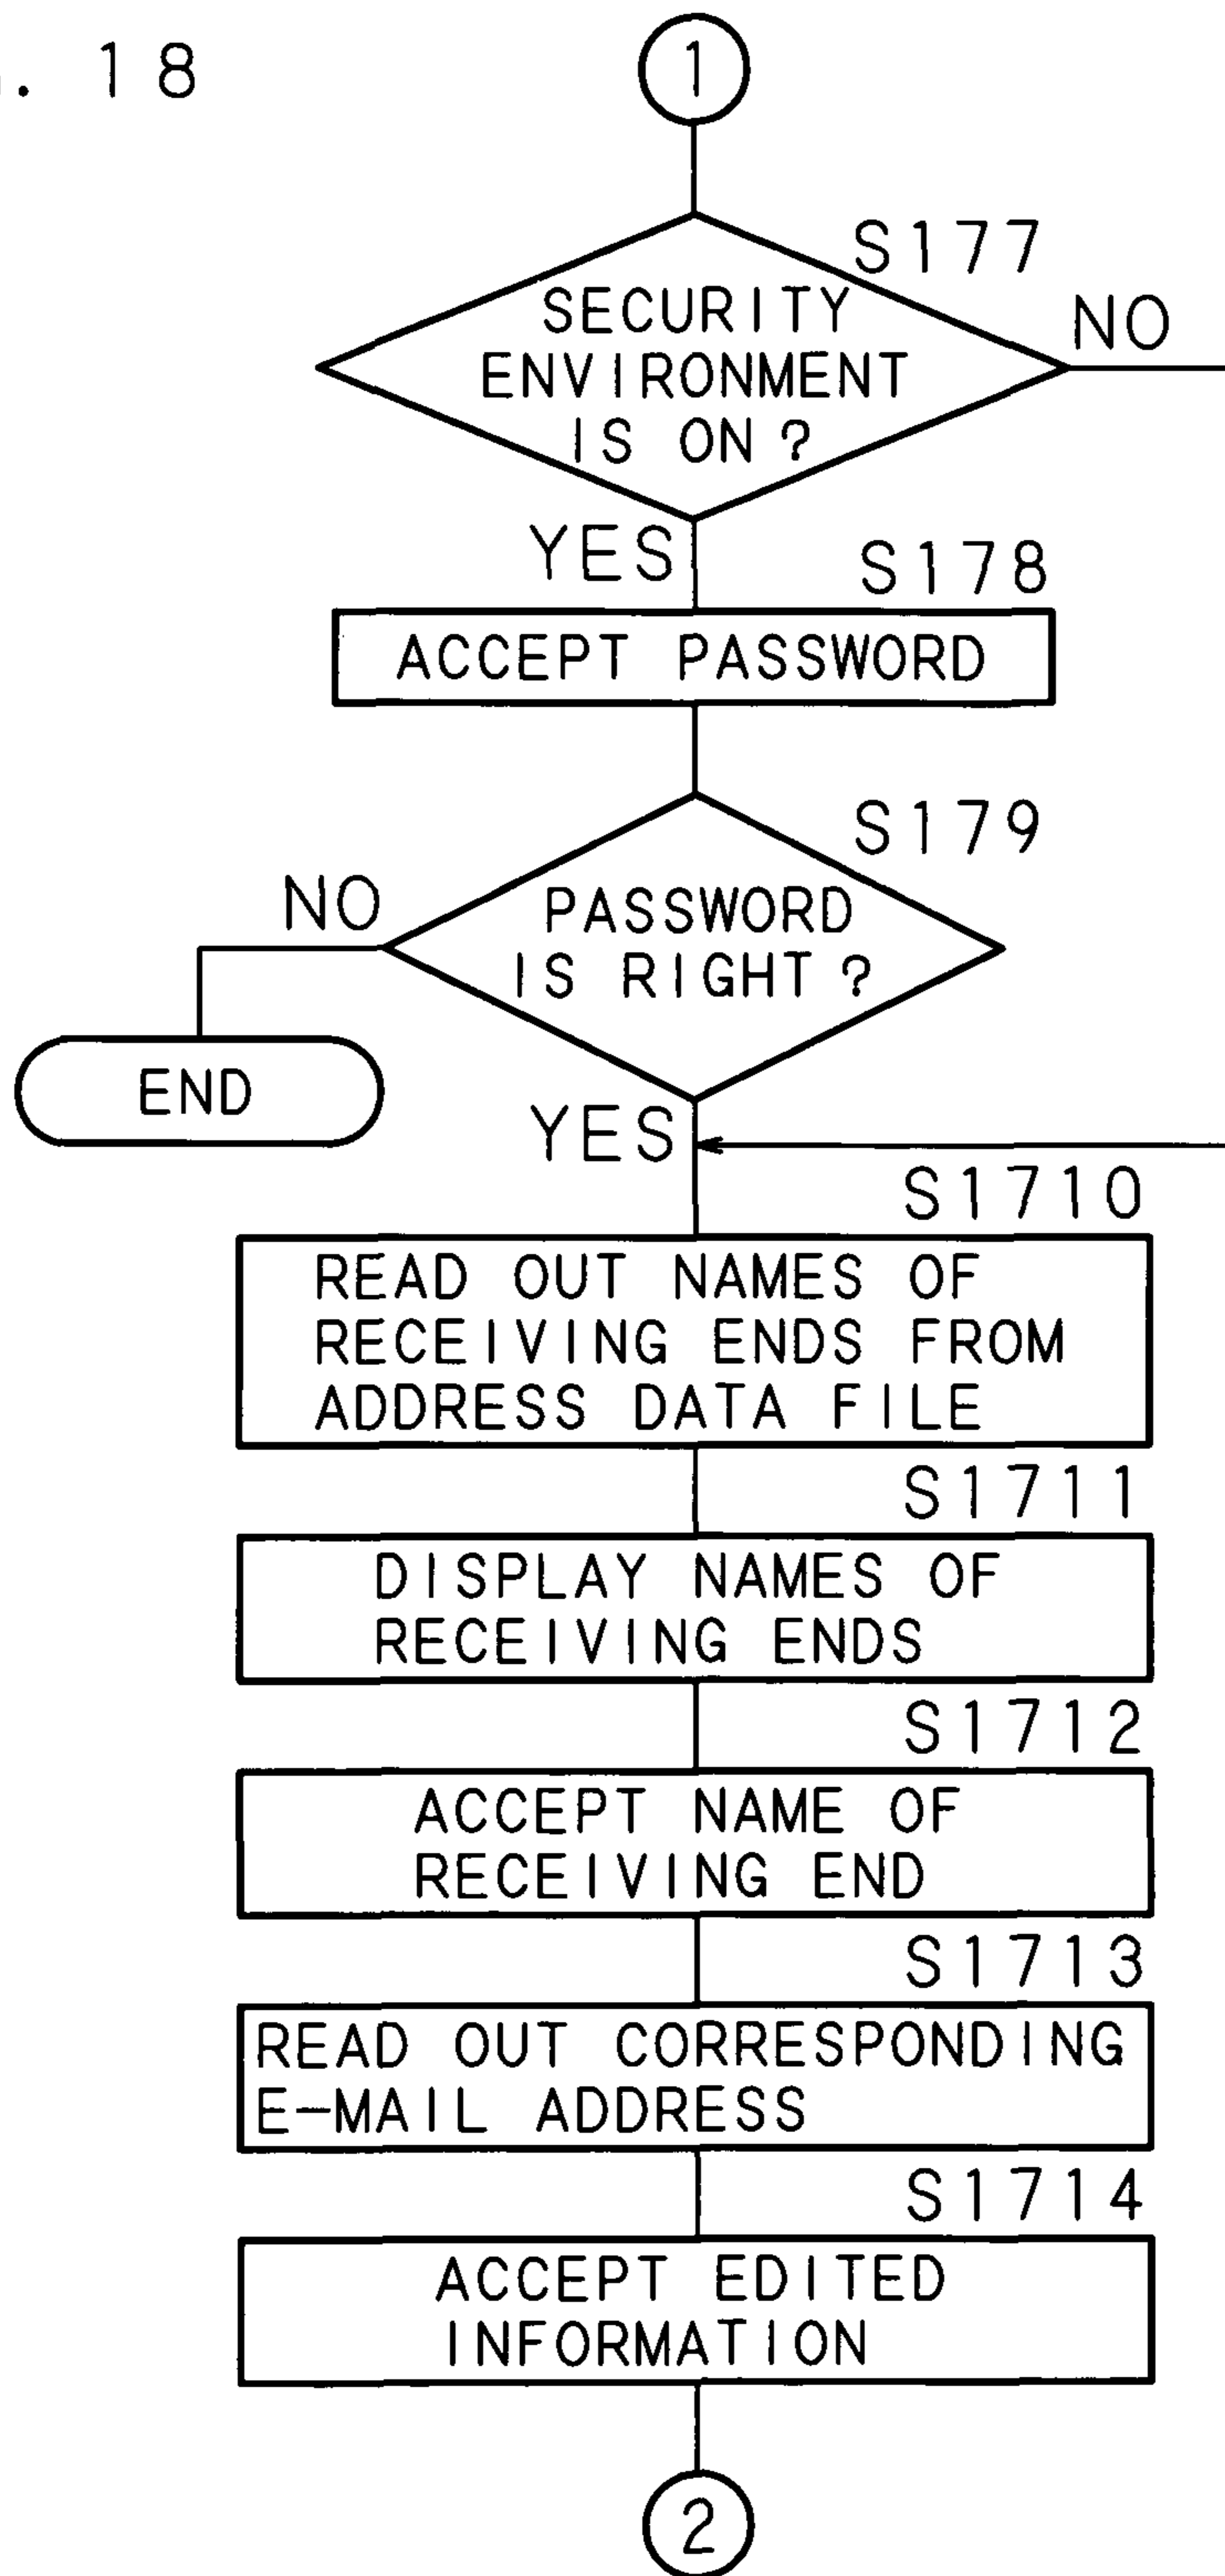 . 18
1
S177
NO
SECURITY
ENVIRONMENT
IS ON?
YES
S178
ACCEPT PASSWORD
S179
NO
PASSWORD
IS RIGHT?
END
YES
S1710
READ OUT NAMES OF
RECEIVING ENDS FROM
ADDRESS DATA FILE
S1711
DISPLAY NAMES OF
RECEIVING ENDS
S1712
ACCEPT NAME OF
RECEIVING END
S1713
READ OUT CORRESPONDING
E-MAIL ADDRESS
S1714
ACCEPT EDITED
INFORMATION
2